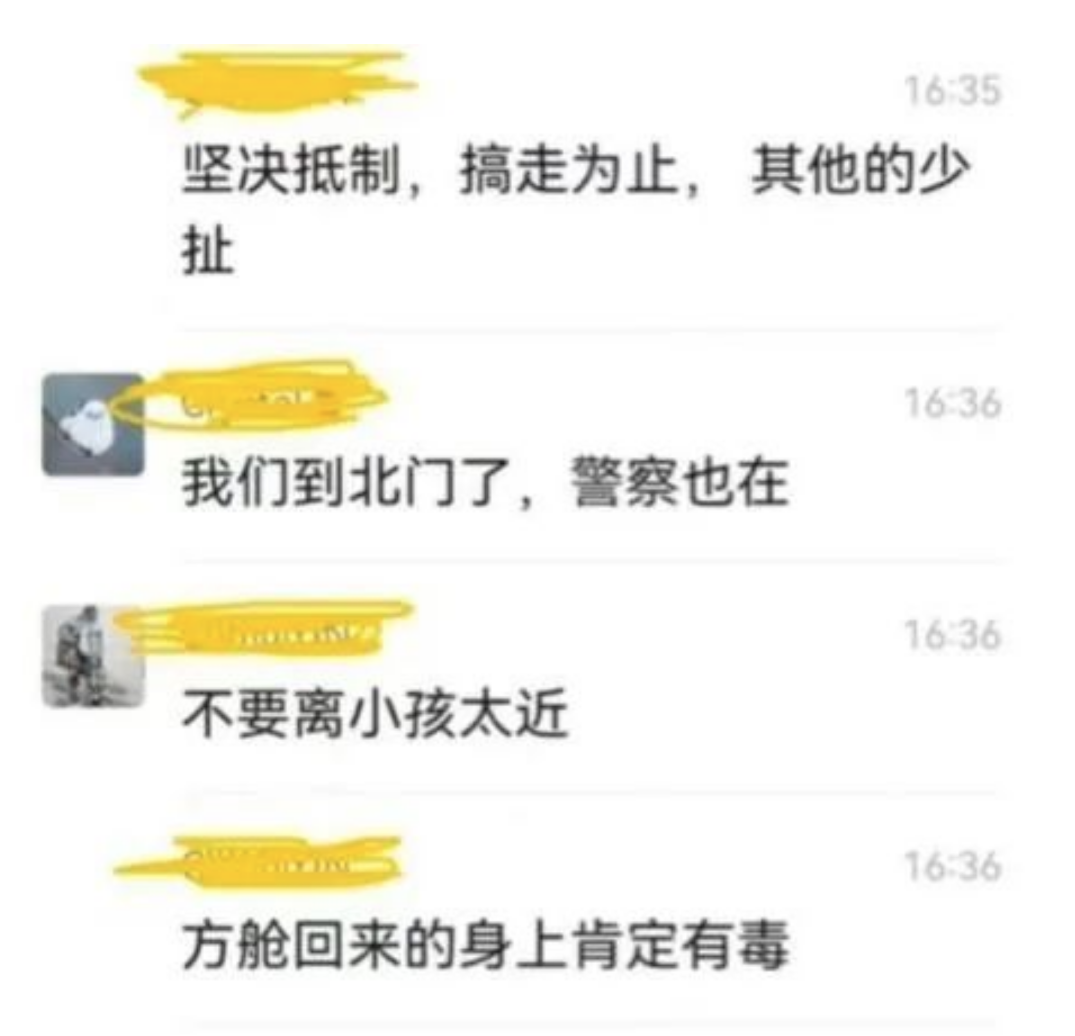 16:35
坚决抵制，搞走为止， 其他的少
扯
16:36
我们到北门了，警察也在
16:36
不要离小孩太近
16:36
方舱回来的身上肯定有毒